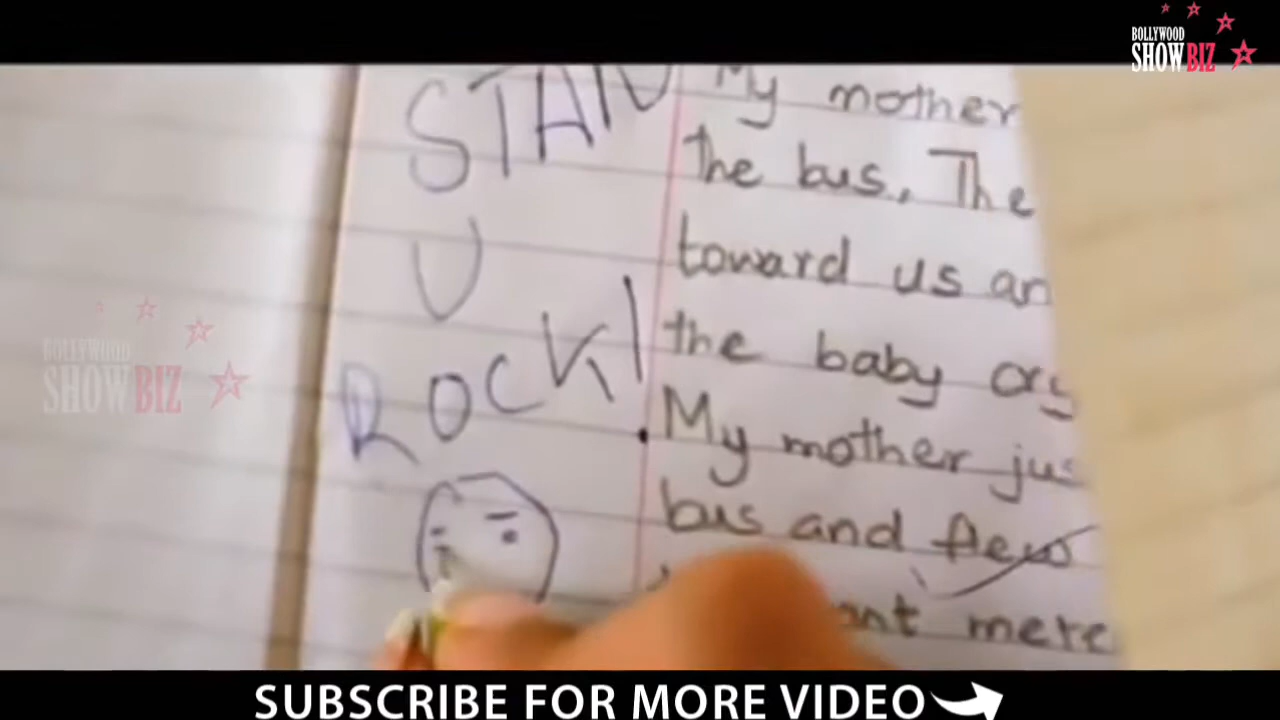 BOLLYWOOD
SHOWBIZ
STAN
U
ROCK!
My mother
the bus, The
toward us an
the baby cry
My mother jus
bus and flew
ant mere
BOLLYWOOD
SHOWBIZ
SUBSCRIBE FOR MORE VIDEO